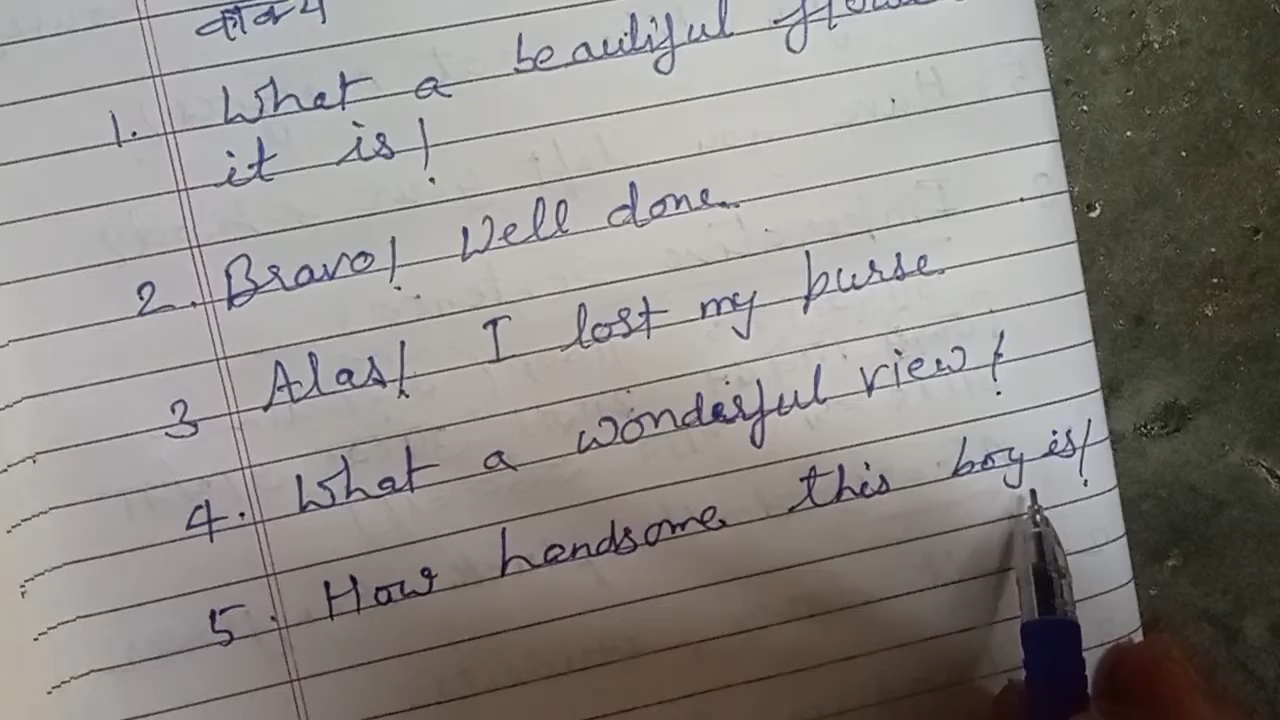 वाक्य
1. What a beautiful flower
it is!
2. Bravo! Well done.
3 Alas! I lost my purse
4. What a wonderful view!
5. How handsome this boy is!